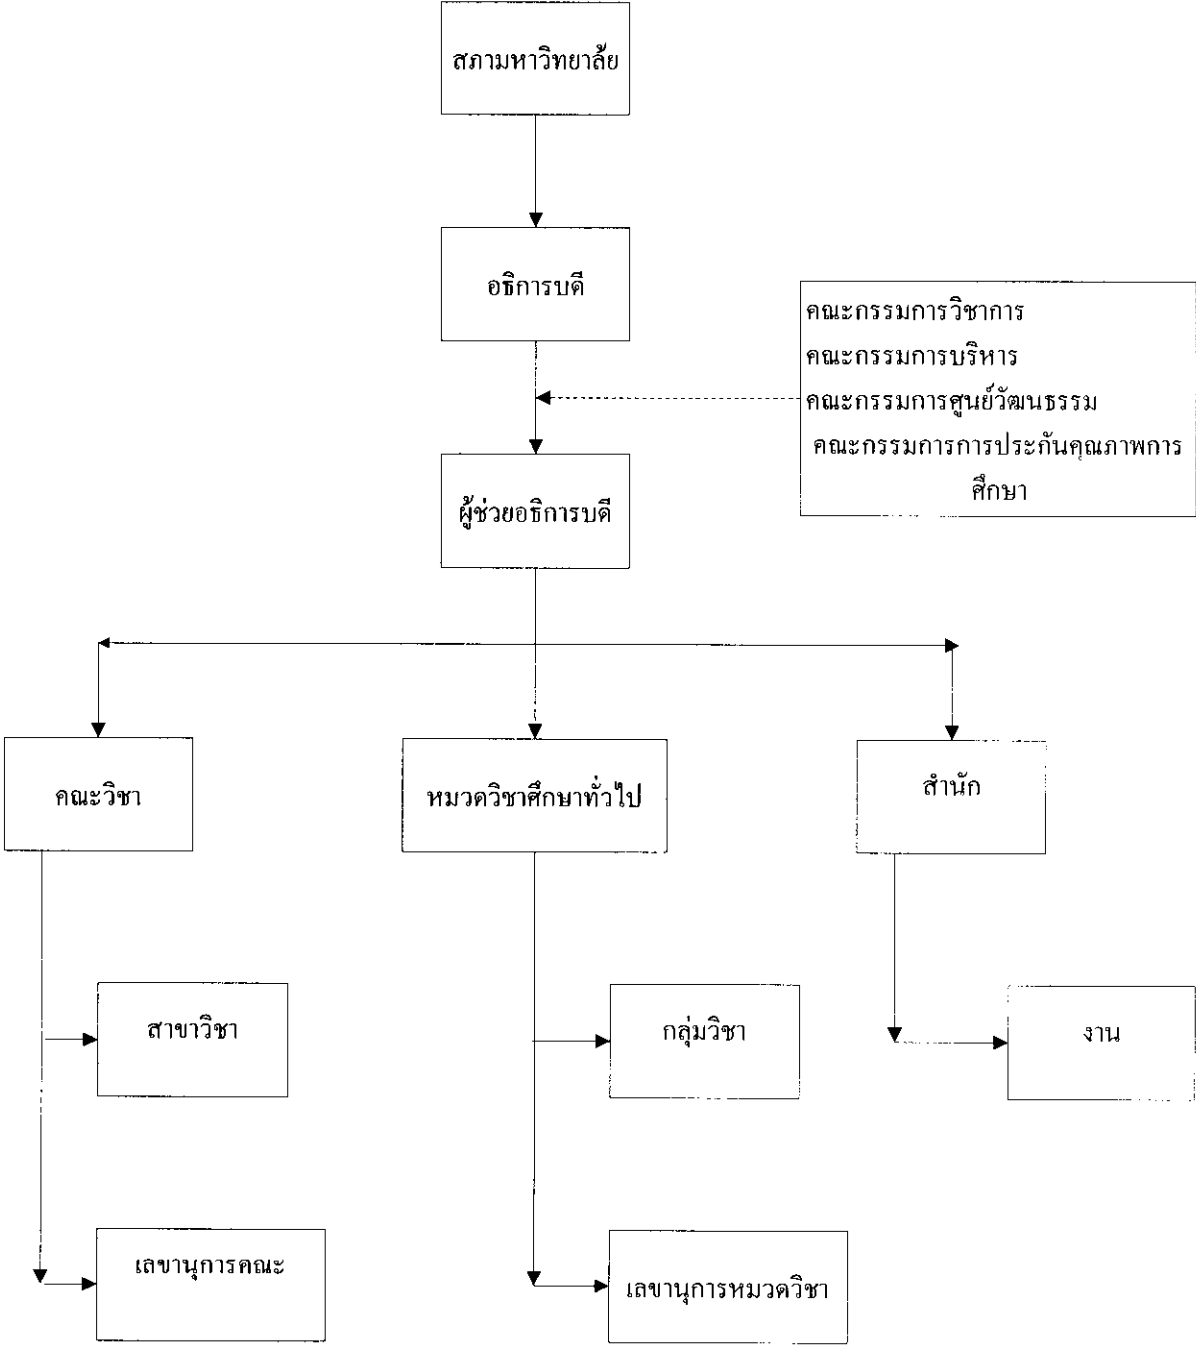 สภามหาวิทยาลัย
อธิการบดี
คณะกรรมการวิชาการ
คณะกรรมการบริหาร
คณะกรรมการศูนย์วัฒนธรรม
คณะกรรมการการประกันคุณภาพการ
ศึกษา
ผู้ช่วยอธิการบดี
คณะวิชา
หมวดวิชาศึกษาทั่วไป
สำนัก
สาขาวิชา
กลุ่มวิชา
งาน
เลขานุการคณะ
เลขานุการหมวดวิชา